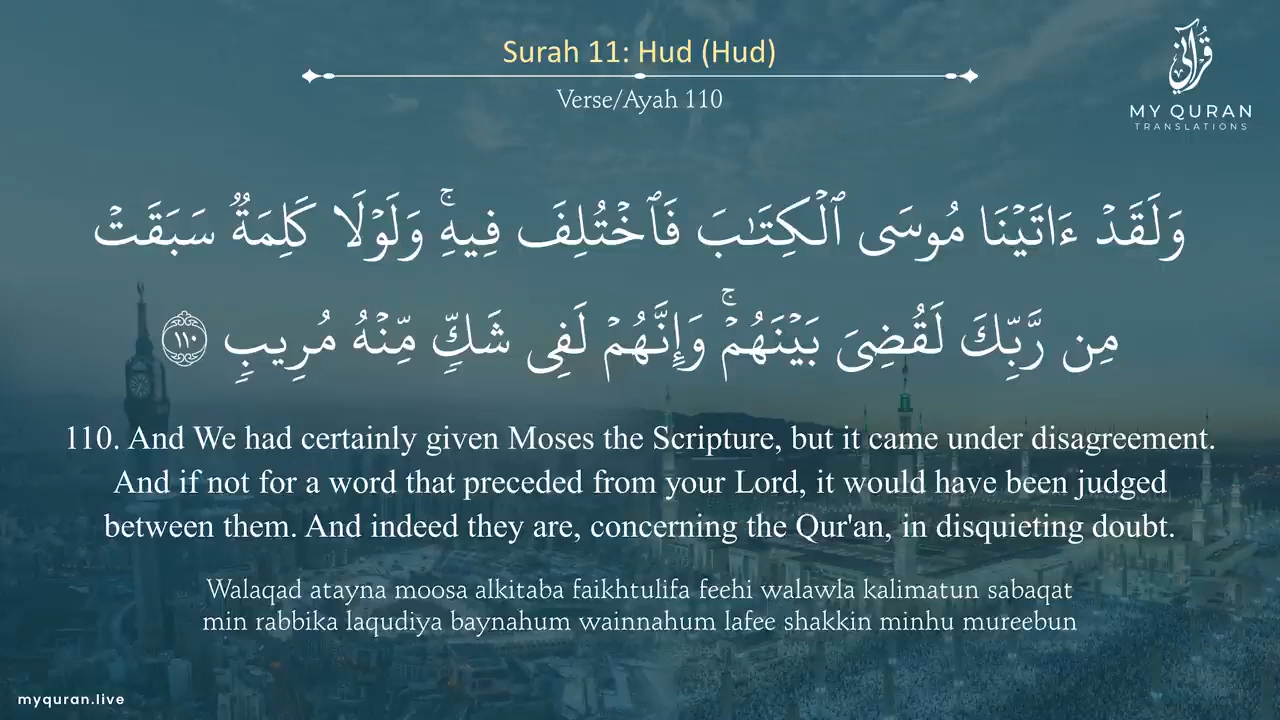 Surah 11: Hud (Hud)
Verse/Ayah 110
قرآني
MY QURAN
TRANSLATIONS
وَلَقَدْ ءَاتَيْنَا مُوسَى ٱلْكِتَـٰبَ فَٱخْتُلِفَ فِيهِ ۚ وَلَوْلَا كَلِمَةٌ سَبَقَتْ
مِن رَّبِّكَ لَقُضِىَ بَيْنَهُمْ ۚ وَإِنَّهُمْ لَفِى شَكٍّ مِّنْهُ مُرِيبٍ ١١٠
110. And We had certainly given Moses the Scripture, but it came under disagreement.
And if not for a word that preceded from your Lord, it would have been judged
between them. And indeed they are, concerning the Qur'an, in disquieting doubt.
Walaqad atayna moosa alkitaba faikhtulifa feehi walawla kalimatun sabaqat
min rabbika laqudiya baynahum wainnahum lafee shakkin minhu mureebun
myquran.live